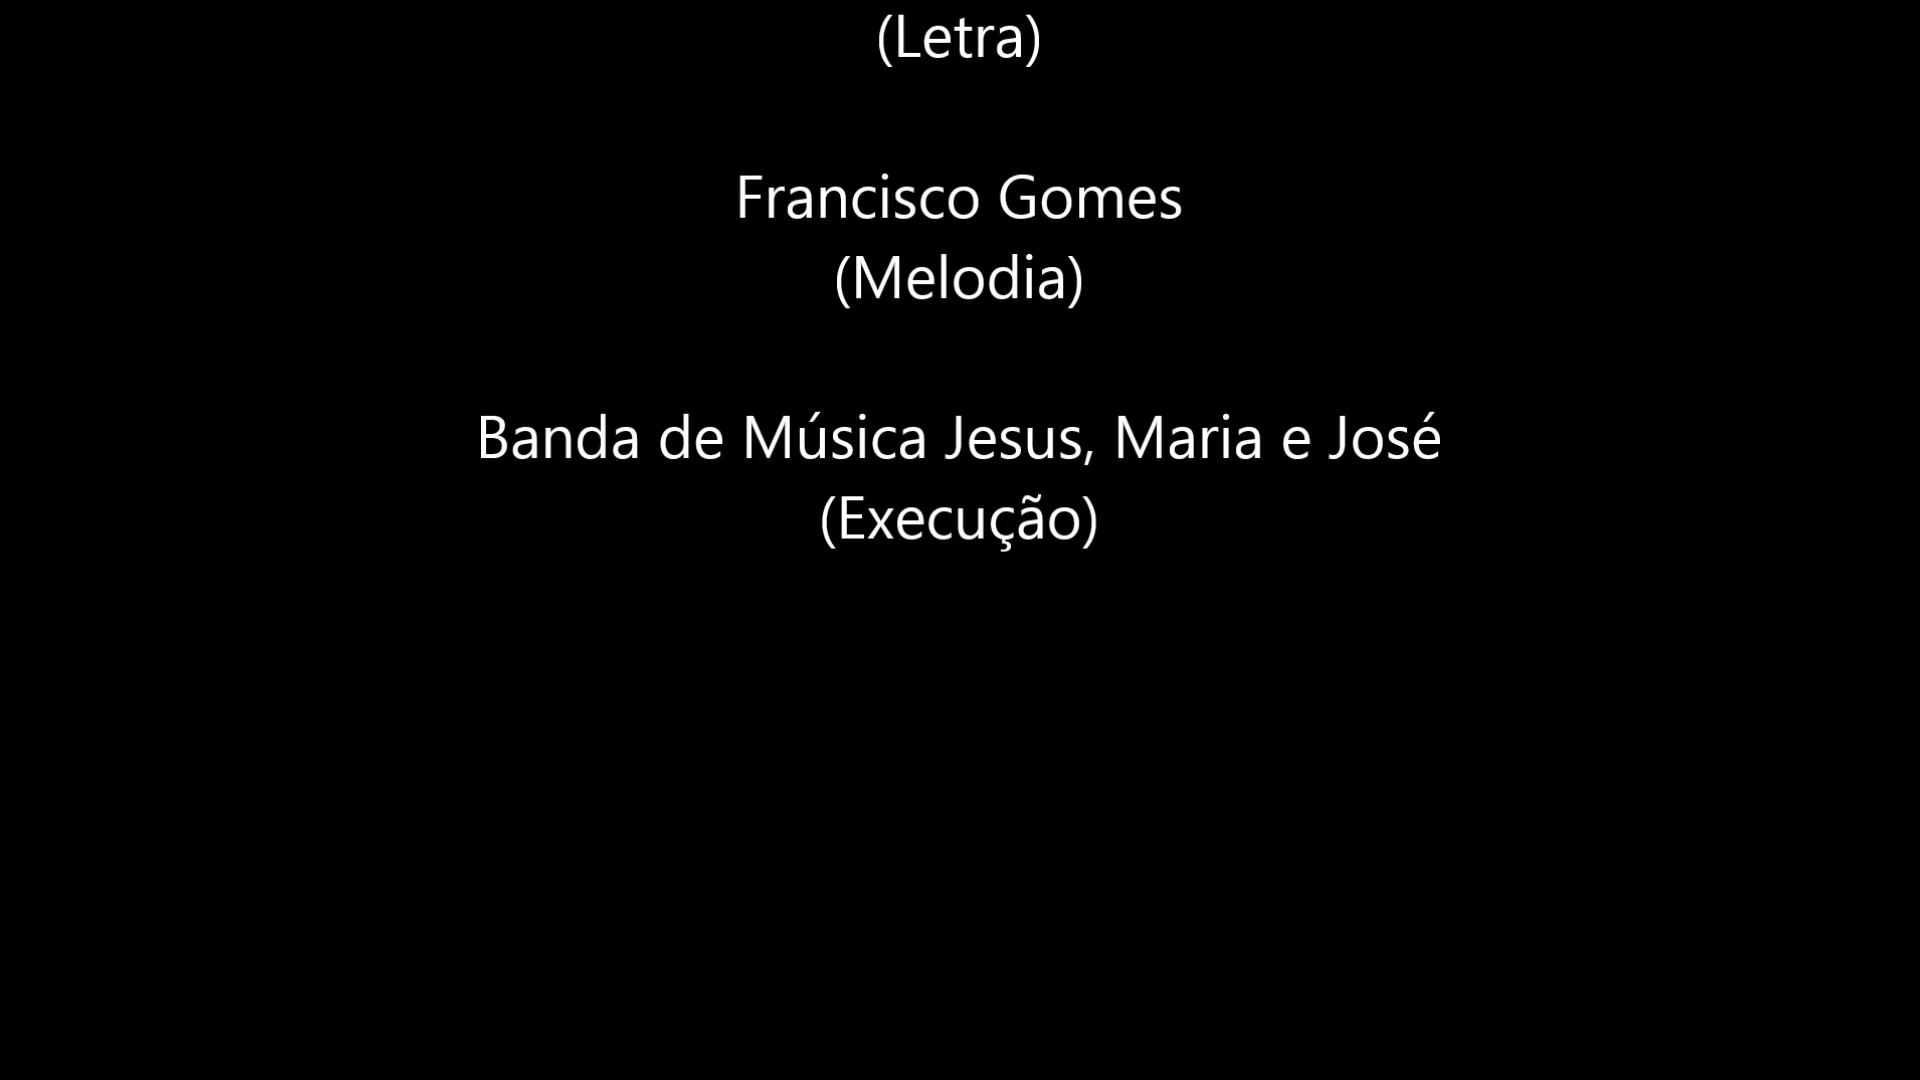 (Letra)
Francisco Gomes
(Melodia)
Banda de Música Jesus, Maria e José
(Execução)